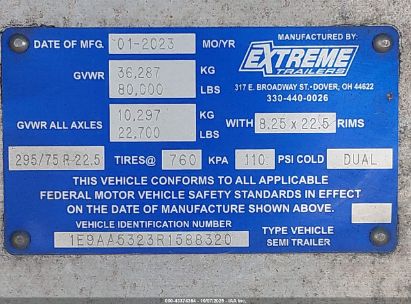 DATE OF MFG. 01-2023 MO/YR
MANUFACTURED BY:
EXTREME
TRAILERS
317 E. BROADWAY ST.•DOVER, OH 44622
330-440-0026
GVWR 36,287 KG
80,000 LBS
GVWR ALL AXLES 10,297 KG
22,700 LBS
WITH 8.25 x 22.5 RIMS
295/75 R 22.5 TIRES@ 760 KPA 110 PSI COLD DUAL
THIS VEHICLE CONFORMS TO ALL APPLICABLE
FEDERAL MOTOR VEHICLE SAFETY STANDARDS IN EFFECT
ON THE DATE OF MANUFACTURE SHOWN ABOVE.
VEHICLE IDENTIFICATION NUMBER
1E9AA5323R1588320
TYPE VEHICLE
SEMI TRAILER